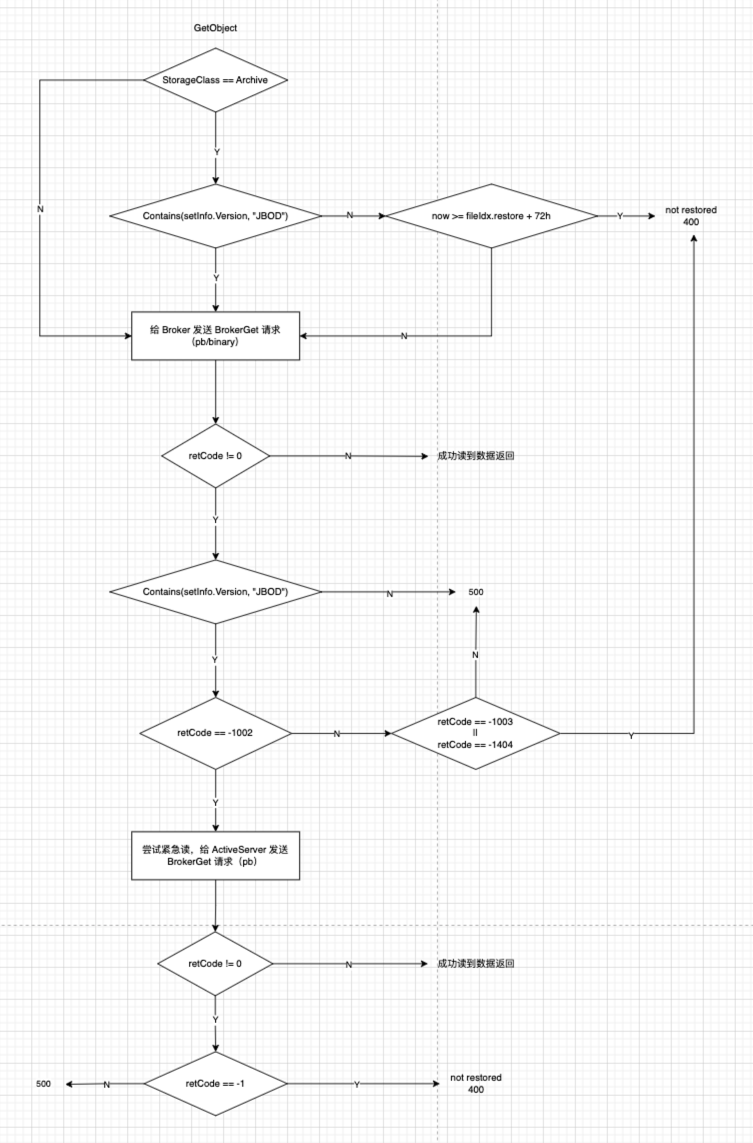 GetObject
StorageClass == Archive
N
Y
Contains(setInfo.Version, "JBOD")
N
now >= fileIdx.restore + 72h
Y
not restored
400
Y
给 Broker 发送 BrokerGet 请求
（pb/binary）
N
retCode != 0
N
成功读到数据返回
Y
Contains(setInfo.Version, "JBOD")
N
500
Y
N
retCode == -1002
N
retCode == -1003
||
retCode == -1404
Y
Y
尝试紧急读，给 ActiveServer 发送
BrokerGet 请求（pb）
retCode != 0
N
成功读到数据返回
Y
500
N
retCode == -1
Y
not restored
400